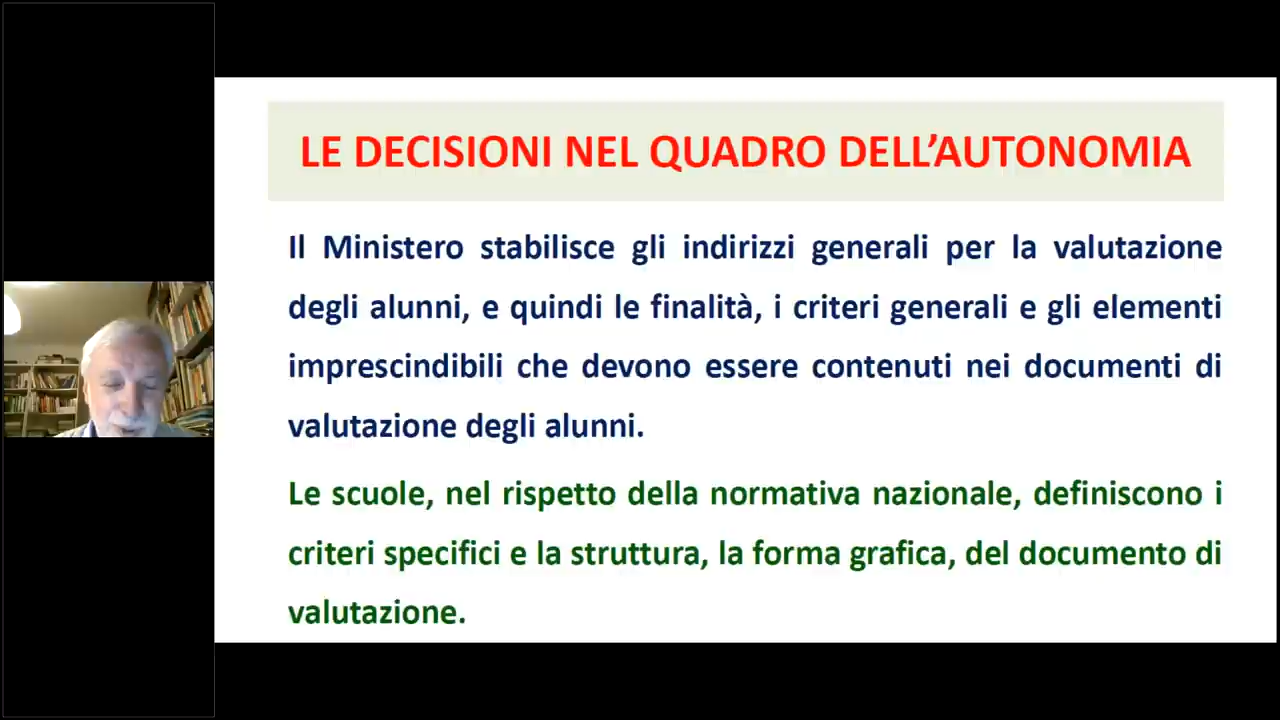 LE DECISIONI NEL QUADRO DELL’AUTONOMIA
Il Ministero stabilisce gli indirizzi generali per la valutazione
degli alunni, e quindi le finalità, i criteri generali e gli elementi
imprescindibili che devono essere contenuti nei documenti di
valutazione degli alunni.
Le scuole, nel rispetto della normativa nazionale, definiscono i
criteri specifici e la struttura, la forma grafica, del documento di
valutazione.